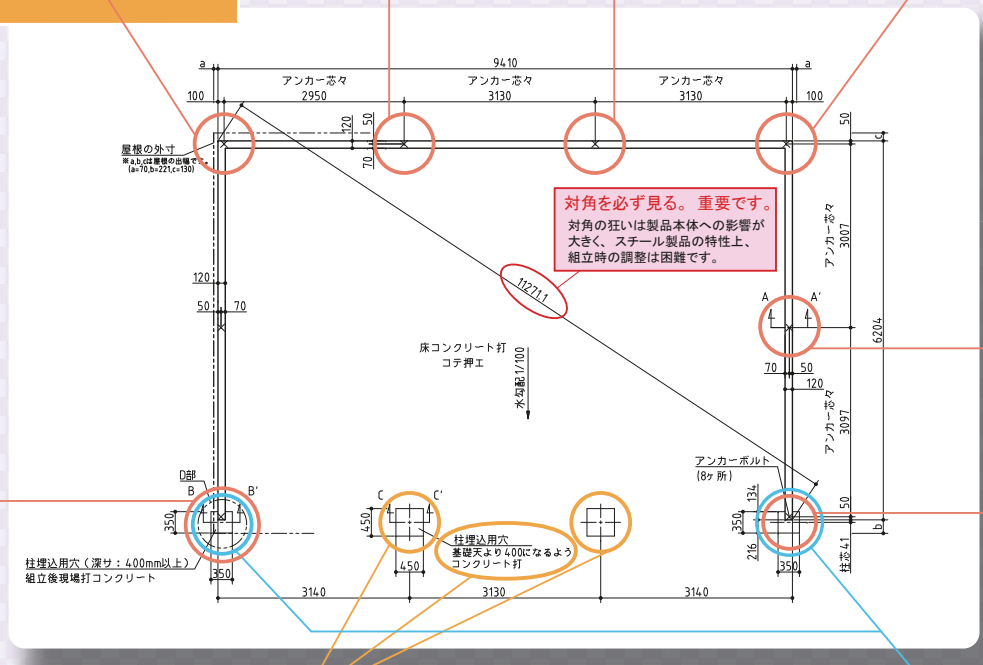 a
9410
a
アンカー芯々
アンカー芯々
アンカー芯々
100
2950
3130
3130
100
120
50
70
50
c
屋根の外寸
※a,b,cは屋根の出幅です。
(a=70,b=221,c=130)
対角を必ず見る。 重要です。
対角の狂いは製品本体への影響が
大きく、スチール製品の特性上、
組立時の調整は困難です。
アンカー芯々
3007
120
50
70
11271.1
A
A'
6204
床コンクリート打
コテ押エ
水勾配1/100
70
50
120
アンカー芯々
3097
アンカーボルト
(8ヶ所)
D部
B
B'
C
C'
134
50
350
450
柱埋込用穴
基礎天より400になるよう
コンクリート打
350
216
b
柱芯41
柱埋込用穴(深サ:400mm以上)
組立後現場打コンクリート
350
450
350
3140
3130
3140